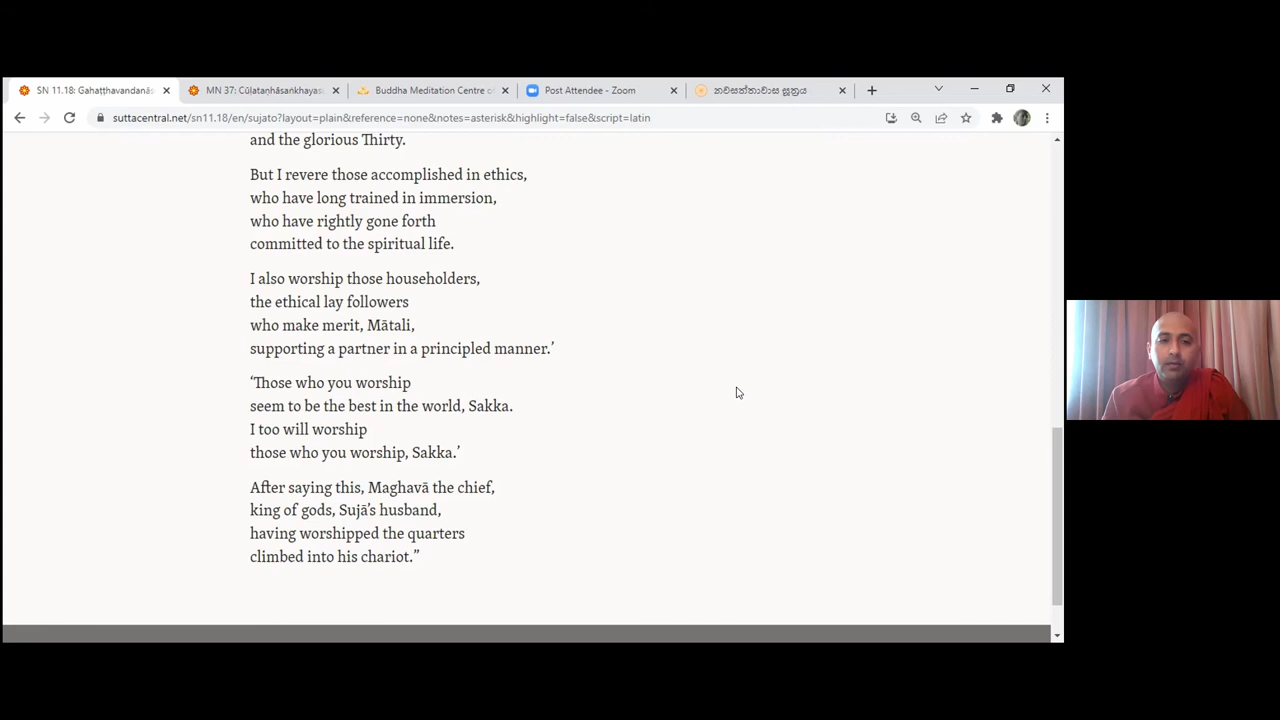 SN 11.18: Gahaṭṭhavandanās
MN 37: Cūḷataṇhāsaṅkhayasu
Buddha Meditation Centre of
Post Attendee - Zoom
නවසත්තාවාස සූත්‍රය
suttacentral.net/sn11.18/en/sujato?layout=plain&reference=none&notes=asterisk&highlight=false&script=latin
and the glorious Thirty.
But I revere those accomplished in ethics,
who have long trained in immersion,
who have rightly gone forth
committed to the spiritual life.
I also worship those householders,
the ethical lay followers
who make merit, Mātali,
supporting a partner in a principled manner.’
‘Those who you worship
seem to be the best in the world, Sakka.
I too will worship
those who you worship, Sakka.’
After saying this, Maghavā the chief,
king of gods, Sujā’s husband,
having worshipped the quarters
climbed into his chariot.”